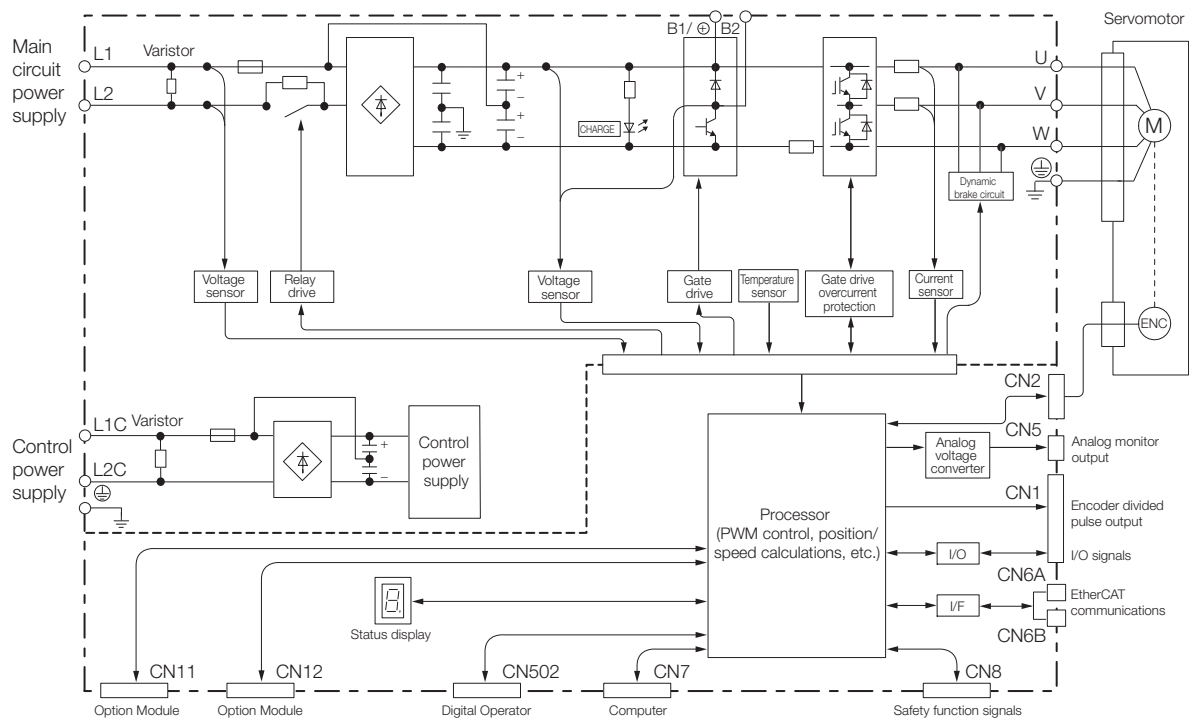 Servomotor
B1/ ⊕ B2
Main
circuit
power
supply
L1
Varistor
L2
U
V
W
M
+
−
+
−
CHARGE
Dynamic
brake circuit
Voltage
sensor
Relay
drive
Voltage
sensor
Gate
drive
Temperature
sensor
Gate drive
overcurrent
protection
Current
sensor
ENC
CN2
Control
power
supply
L1C
Varistor
L2C
+
−
Control
power
supply
Processor
(PWM control, position/
speed calculations, etc.)
Analog
voltage
converter
CN5
Analog monitor
output
CN1
Encoder divided
pulse output
I/O
I/O signals
CN6A
I/F
EtherCAT
communications
CN6B
8.
Status display
CN11
CN12
CN502
CN7
CN8
Option Module
Option Module
Digital Operator
Computer
Safety function signals